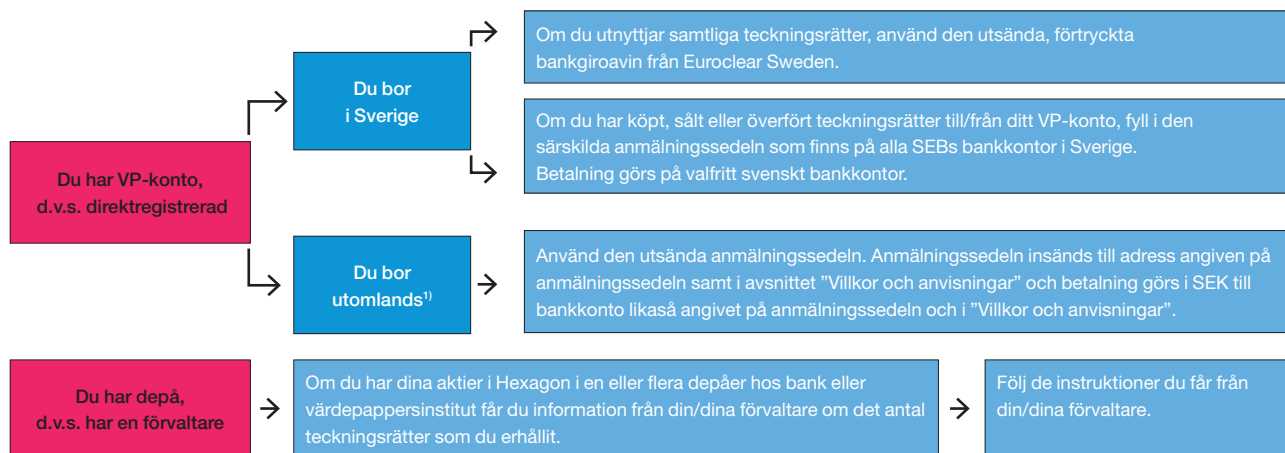 Du har VP-konto,
d.v.s. direktregistrerad
Du bor
i Sverige
Om du utnyttjar samtliga teckningsrätter, använd den utsända, förtryckta
bankgiroavin från Euroclear Sweden.
Om du har köpt, sålt eller överfört teckningsrätter till/från ditt VP-konto, fyll i den
särskilda anmälningssedeln som finns på alla SEBs bankkontor i Sverige.
Betalning görs på valfritt svenskt bankkontor.
Du bor
utomlands¹⁾
Använd den utsända anmälningssedeln. Anmälningssedeln insänds till adress angiven på
anmälningssedeln samt i avsnittet ”Villkor och anvisningar” och betalning görs i SEK till
bankkonto likaså angivet på anmälningssedeln och i ”Villkor och anvisningar”.
Du har depå,
d.v.s. har en förvaltare
Om du har dina aktier i Hexagon i en eller flera depåer hos bank eller
värdepappersinstitut får du information från din/dina förvaltare om det antal
teckningsrätter som du erhållit.
Följ de instruktioner du får från
din/dina förvaltare.